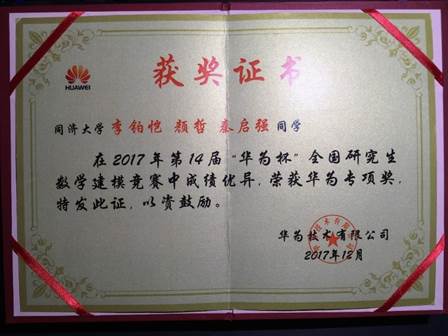 HUAWEI
获奖证书
同济大学 李铂恺 颜哲 秦启强 同学
在2017年第14届“华为杯”全国研究生
数学建模竞赛中成绩优异,荣获华为专项奖,
特发此证,以资鼓励。
华为技术有限公司
2017年12月